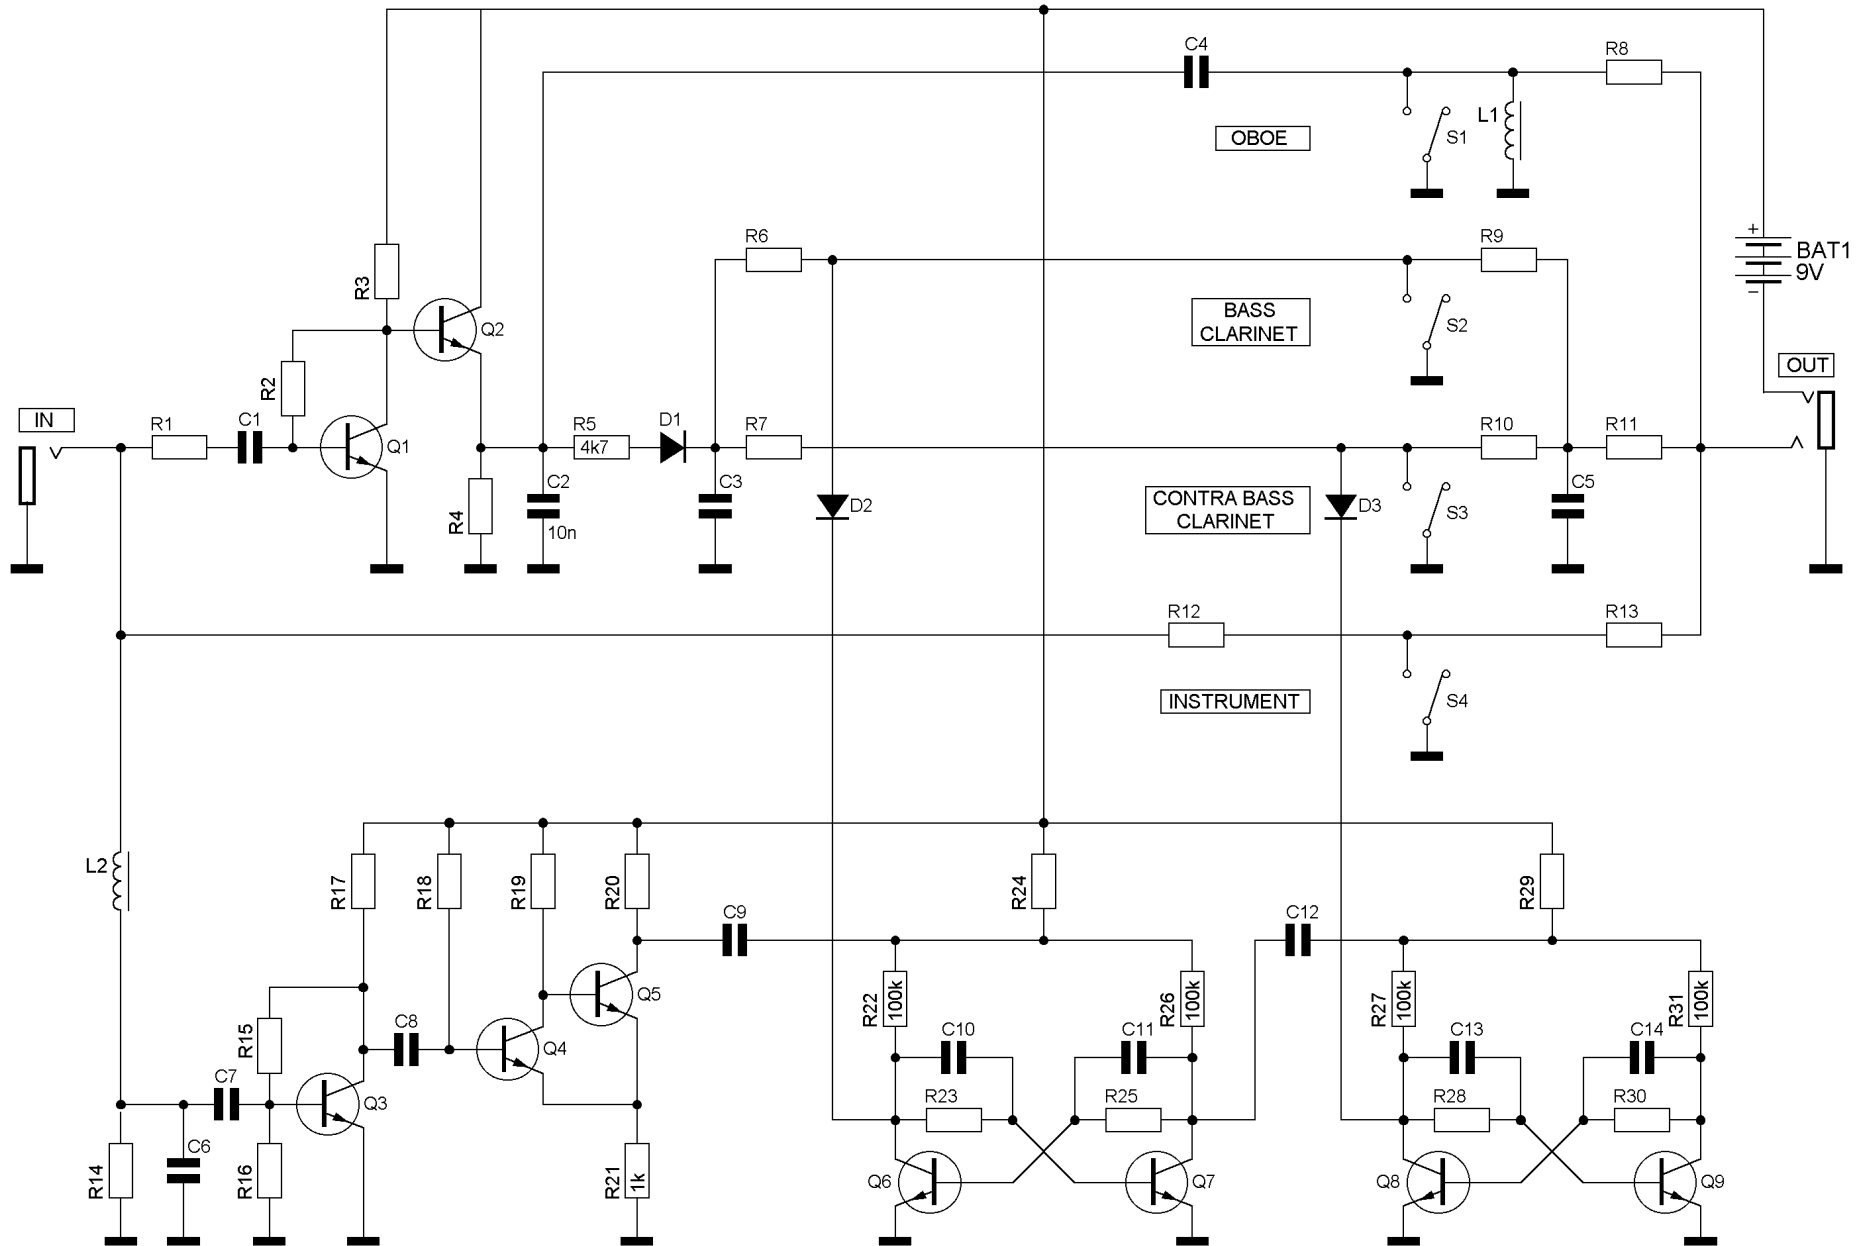 C4
R8
L1
S1
OBOE
R6
R9
+
BAT1
9V
−
R3
Q2
BASS
CLARINET
S2
OUT
R2
IN
R1
C1
Q1
R5
4k7
D1
R7
R10
R11
R4
C2
10n
C3
D2
CONTRA BASS
CLARINET
S3
D3
C5
R12
R13
INSTRUMENT
S4
L2
R17
R18
R19
R20
R24
R29
C9
C12
Q5
R22
100k
R26
100k
R27
100k
R31
100k
R15
C8
Q4
C10
C11
C13
C14
C7
Q3
R23
R25
R28
R30
R14
C6
R16
R21
1k
Q6
Q7
Q8
Q9